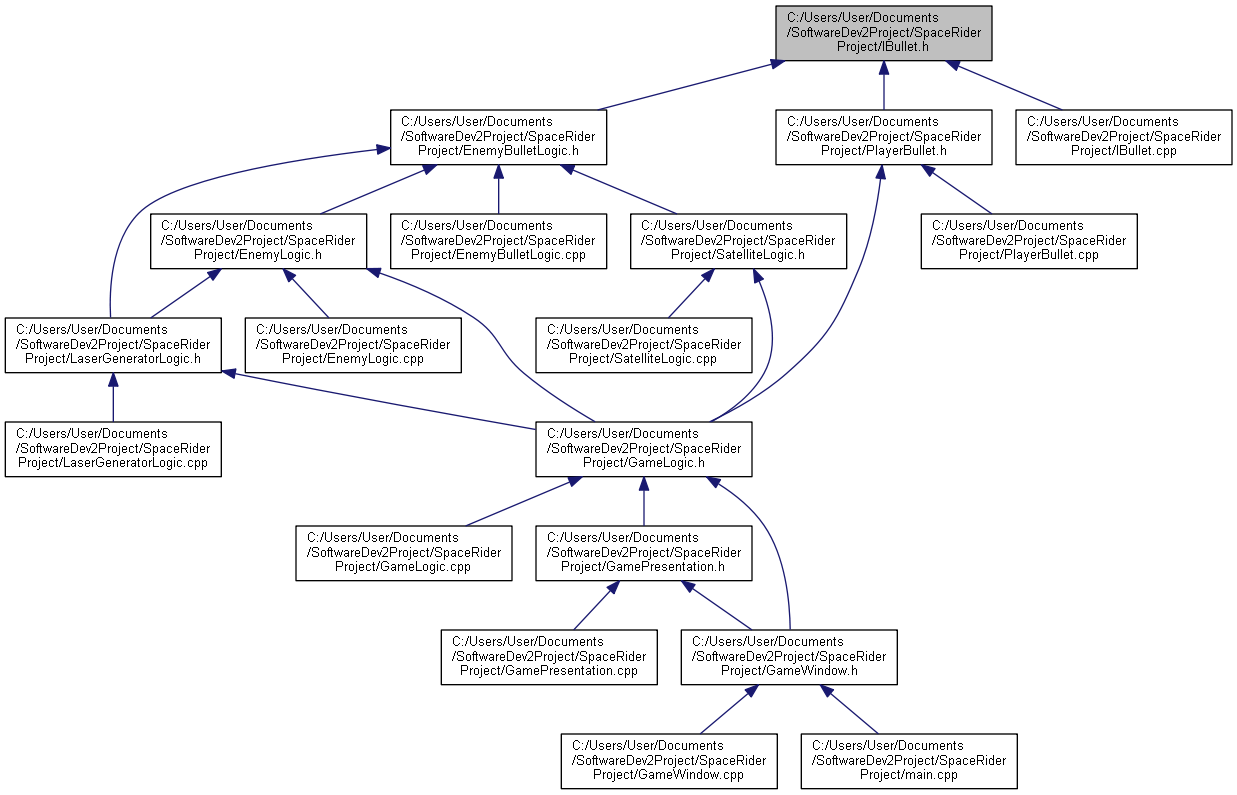 C:/Users/User/Documents
/SoftwareDev2Project/SpaceRider
Project/IBullet.h
C:/Users/User/Documents
/SoftwareDev2Project/SpaceRider
Project/EnemyBulletLogic.h
C:/Users/User/Documents
/SoftwareDev2Project/SpaceRider
Project/PlayerBullet.h
C:/Users/User/Documents
/SoftwareDev2Project/SpaceRider
Project/IBullet.cpp
C:/Users/User/Documents
/SoftwareDev2Project/SpaceRider
Project/EnemyLogic.h
C:/Users/User/Documents
/SoftwareDev2Project/SpaceRider
Project/EnemyBulletLogic.cpp
C:/Users/User/Documents
/SoftwareDev2Project/SpaceRider
Project/SatelliteLogic.h
C:/Users/User/Documents
/SoftwareDev2Project/SpaceRider
Project/PlayerBullet.cpp
C:/Users/User/Documents
/SoftwareDev2Project/SpaceRider
Project/LaserGeneratorLogic.h
C:/Users/User/Documents
/SoftwareDev2Project/SpaceRider
Project/EnemyLogic.cpp
C:/Users/User/Documents
/SoftwareDev2Project/SpaceRider
Project/SatelliteLogic.cpp
C:/Users/User/Documents
/SoftwareDev2Project/SpaceRider
Project/LaserGeneratorLogic.cpp
C:/Users/User/Documents
/SoftwareDev2Project/SpaceRider
Project/GameLogic.h
C:/Users/User/Documents
/SoftwareDev2Project/SpaceRider
Project/GameLogic.cpp
C:/Users/User/Documents
/SoftwareDev2Project/SpaceRider
Project/GamePresentation.h
C:/Users/User/Documents
/SoftwareDev2Project/SpaceRider
Project/GamePresentation.cpp
C:/Users/User/Documents
/SoftwareDev2Project/SpaceRider
Project/GameWindow.h
C:/Users/User/Documents
/SoftwareDev2Project/SpaceRider
Project/GameWindow.cpp
C:/Users/User/Documents
/SoftwareDev2Project/SpaceRider
Project/main.cpp